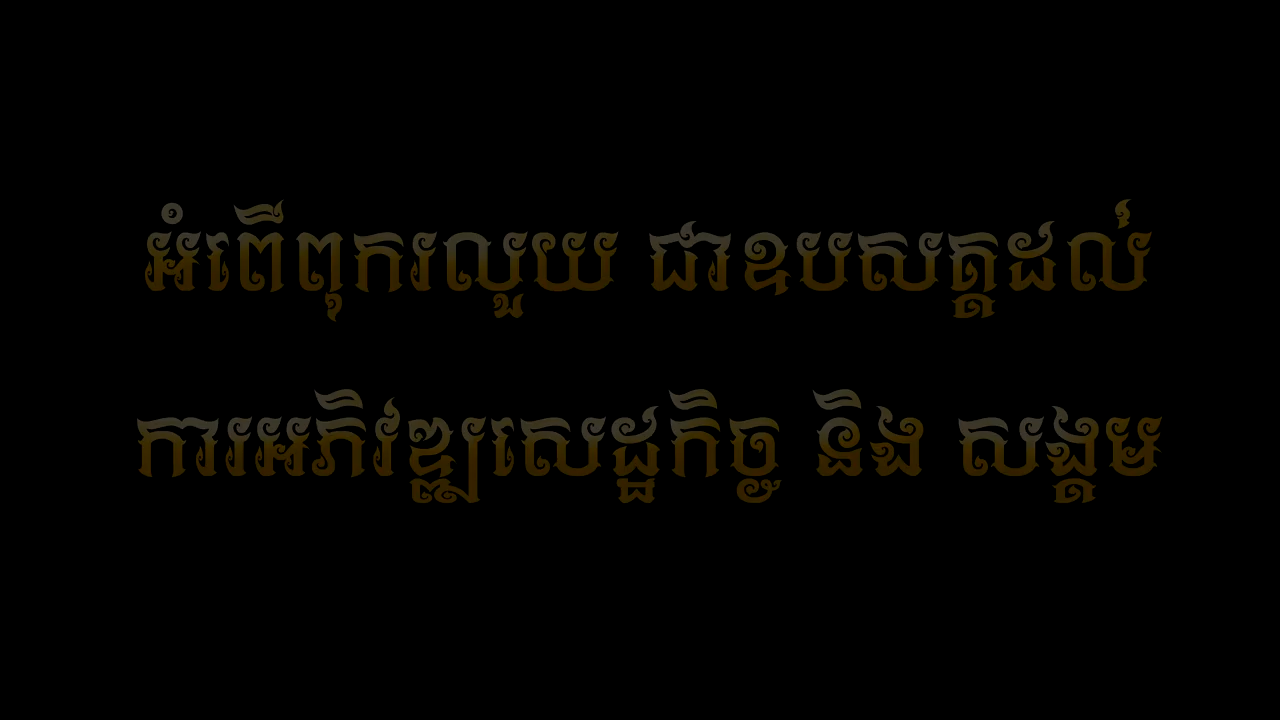 អំពើពុករលួយ ជាឧបសគ្គដល់
ការអភិវឌ្ឍរសេដ្ឋកិច្ច និង សង្គម